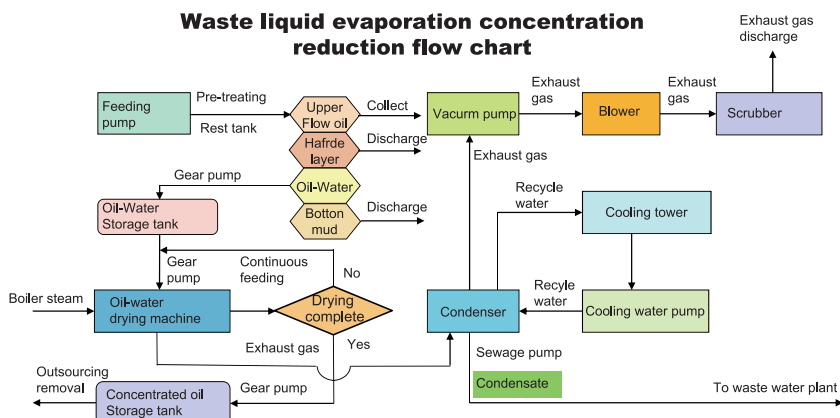 Waste liquid evaporation concentration
reduction flow chart
Exhaust gas
discharge
Feeding
pump
Pre-treating
Rest tank
Upper
Flow oil
Collect
Vacurm pump
Exhaust
gas
Blower
Exhaust
gas
Scrubber
Hafrde
layer
Discharge
Exhaust gas
Gear pump
Oil-Water
Oil-Water
Storage tank
Botton
mud
Discharge
Recycle
water
Cooling tower
Gear
pump
Continuous
feeding
No
Boiler steam
Oil-water
drying machine
Drying
complete
Condenser
Recyle
water
Cooling water pump
Exhaust gas
Yes
Sewage pump
Outsourcing
removal
Concentrated oil
Storage tank
Gear pump
Condensate
To waste water plant